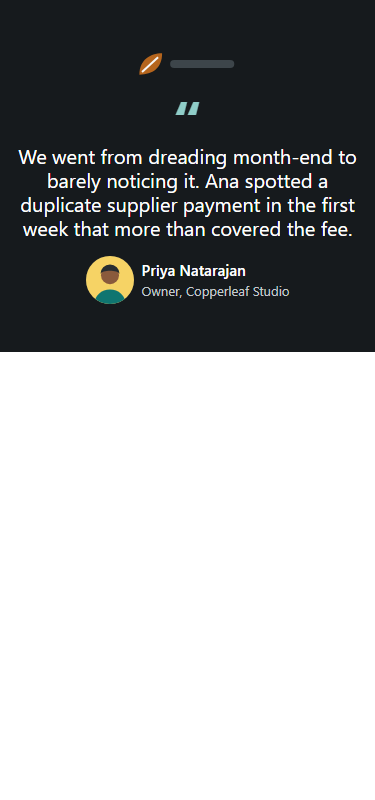 “
We went from dreading month-end to
barely noticing it. Ana spotted a
duplicate supplier payment in the first
week that more than covered the fee.
Priya Natarajan
Owner, Copperleaf Studio